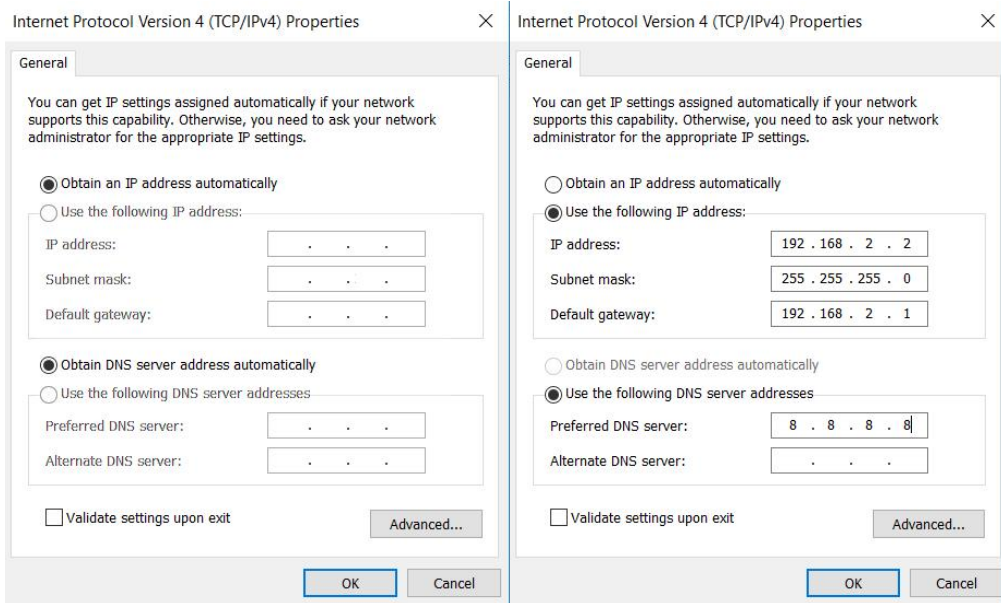 Internet Protocol Version 4 (TCP/IPv4) Properties
General
You can get IP settings assigned automatically if your network
supports this capability. Otherwise, you need to ask your network
administrator for the appropriate IP settings.
Obtain an IP address automatically
Use the following IP address:
IP address:
. . .
Subnet mask:
. . .
Default gateway:
. . .
Obtain DNS server address automatically
Use the following DNS server addresses
Preferred DNS server:
. . .
Alternate DNS server:
. . .
Validate settings upon exit
Advanced...
OK
Cancel
Internet Protocol Version 4 (TCP/IPv4) Properties
General
You can get IP settings assigned automatically if your network
supports this capability. Otherwise, you need to ask your network
administrator for the appropriate IP settings.
Obtain an IP address automatically
Use the following IP address:
IP address:
192 . 168 . 2 . 2
Subnet mask:
255 . 255 . 255 . 0
Default gateway:
192 . 168 . 2 . 1
Obtain DNS server address automatically
Use the following DNS server addresses
Preferred DNS server:
8 . 8 . 8 . 8
Alternate DNS server:
. . .
Validate settings upon exit
Advanced...
OK
Cancel